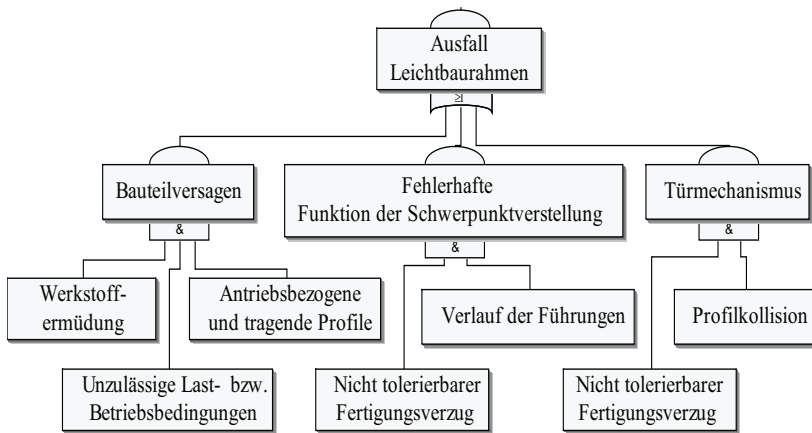 Ausfall
Leichtbaurahmen
≥1
Bauteilversagen
Fehlerhafte
Funktion der Schwerpunktverstellung
Türmechanismus
&
&
&
Werkstoff-
ermüdung
Antriebsbezogene
und tragende Profile
Verlauf der Führungen
Profilkollision
Unzulässige Last- bzw.
Betriebsbedingungen
Nicht tolerierbarer
Fertigungsverzug
Nicht tolerierbarer
Fertigungsverzug